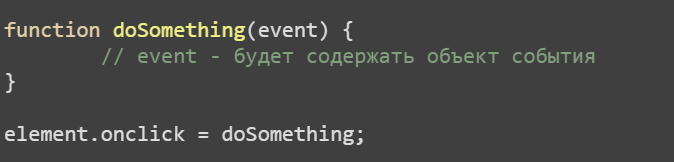 function doSomething(event) {
        // event - будет содержать объект события
}

element.onclick = doSomething;